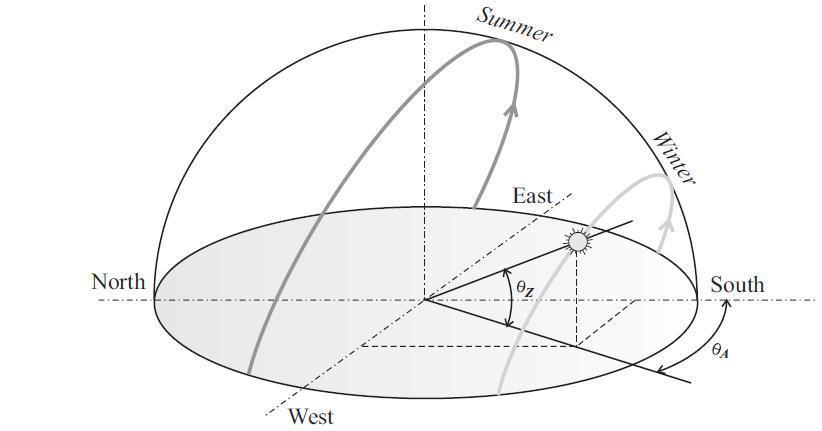 Summer
Winter
East
θZ
North
South
θA
West